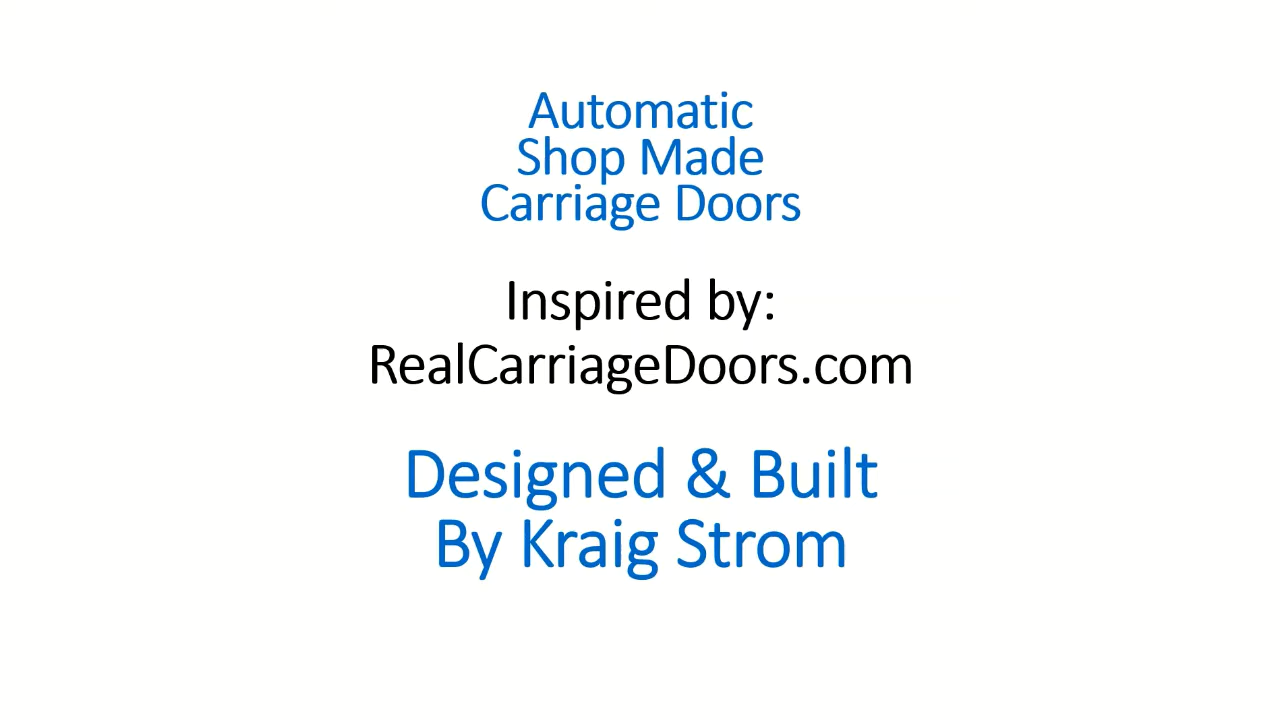 Automatic
Shop Made
Carriage Doors
Inspired by:
RealCarriageDoors.com
Designed & Built
By Kraig Strom